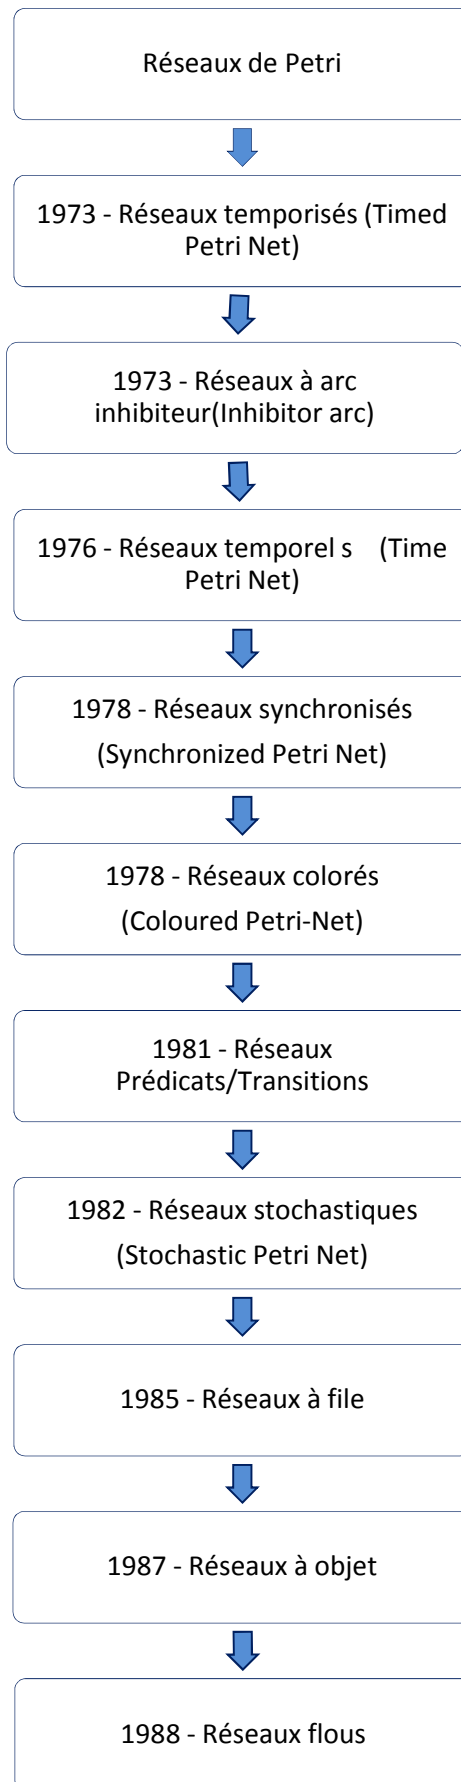 Réseaux de Petri
1973 - Réseaux temporisés (Timed
Petri Net)
1973 - Réseaux à arc
inhibiteur(Inhibitor arc)
1976 - Réseaux temporel s (Time
Petri Net)
1978 - Réseaux synchronisés
(Synchronized Petri Net)
1978 - Réseaux colorés
(Coloured Petri-Net)
1981 - Réseaux
Prédicats/Transitions
1982 - Réseaux stochastiques
(Stochastic Petri Net)
1985 - Réseaux à file
1987 - Réseaux à objet
1988 - Réseaux flous